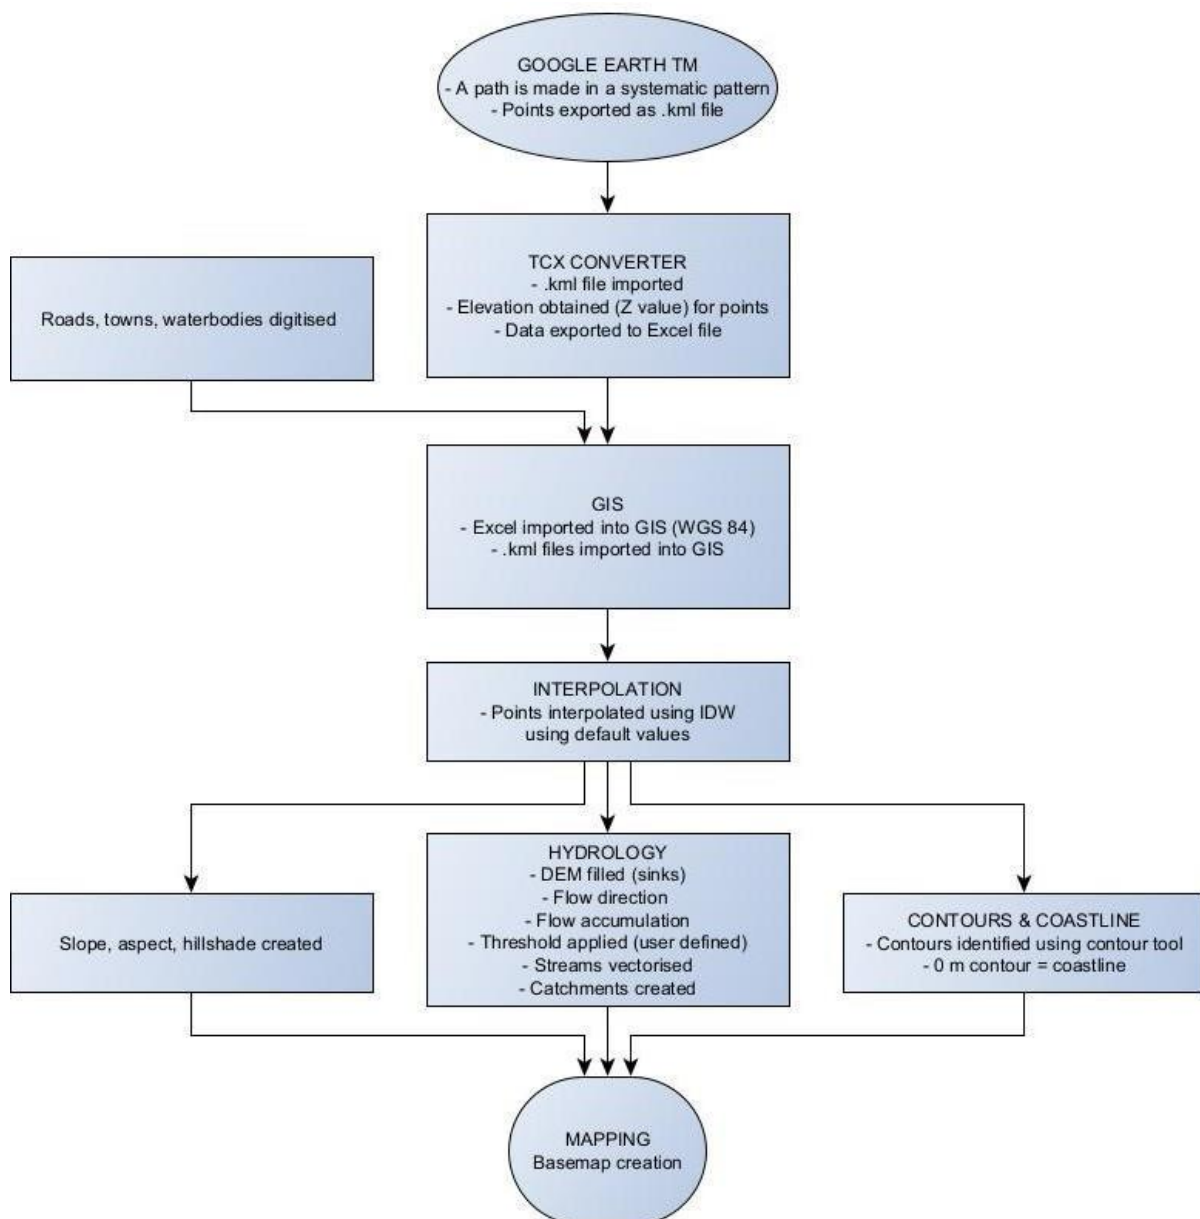 GOOGLE EARTH TM
- A path is made in a systematic pattern
- Points exported as .kml file
TCX CONVERTER
- .kml file imported
- Elevation obtained (Z value) for points
- Data exported to Excel file
Roads, towns, waterbodies digitised
GIS
- Excel imported into GIS (WGS 84)
- .kml files imported into GIS
INTERPOLATION
- Points interpolated using IDW
using default values
Slope, aspect, hillshade created
HYDROLOGY
- DEM filled (sinks)
- Flow direction
- Flow accumulation
- Threshold applied (user defined)
- Streams vectorised
- Catchments created
CONTOURS & COASTLINE
- Contours identified using contour tool
- 0 m contour = coastline
MAPPING
Basemap creation